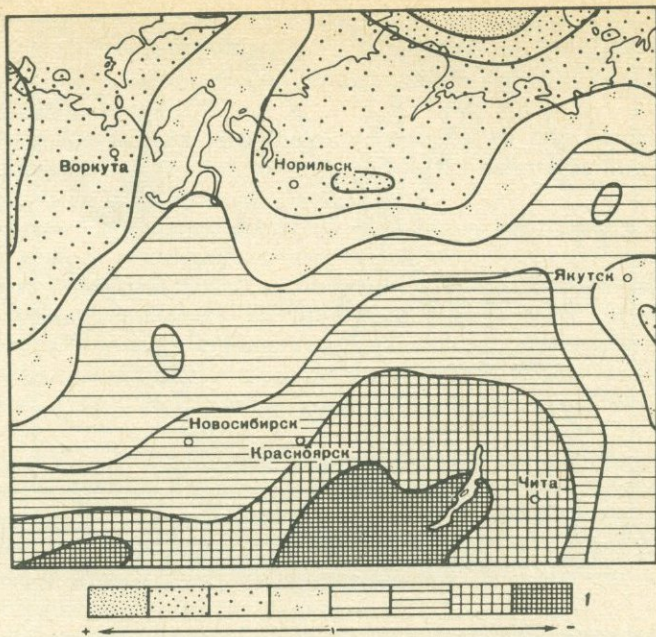 Воркута
Норильск
Якутск
Новосибирск
Красноярск
Чита
1
+ −